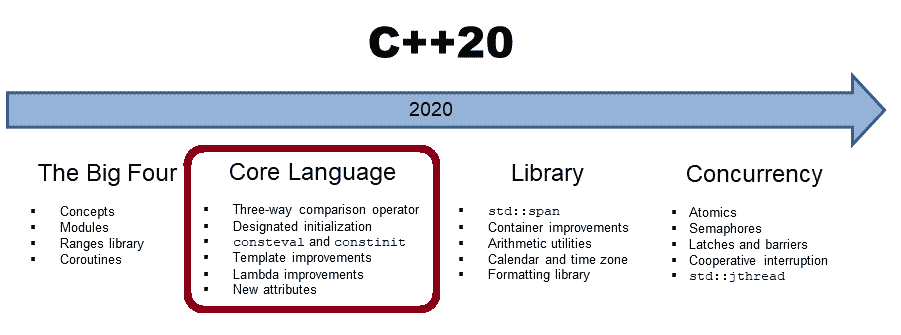 C++20
2020
The Big Four
▪ Concepts
▪ Modules
▪ Ranges library
▪ Coroutines
Core Language
▪ Three-way comparison operator
▪ Designated initialization
▪ consteval and constinit
▪ Template improvements
▪ Lambda improvements
▪ New attributes
Library
▪ std::span
▪ Container improvements
▪ Arithmetic utilities
▪ Calendar and time zone
▪ Formatting library
Concurrency
▪ Atomics
▪ Semaphores
▪ Latches and barriers
▪ Cooperative interruption
▪ std::jthread